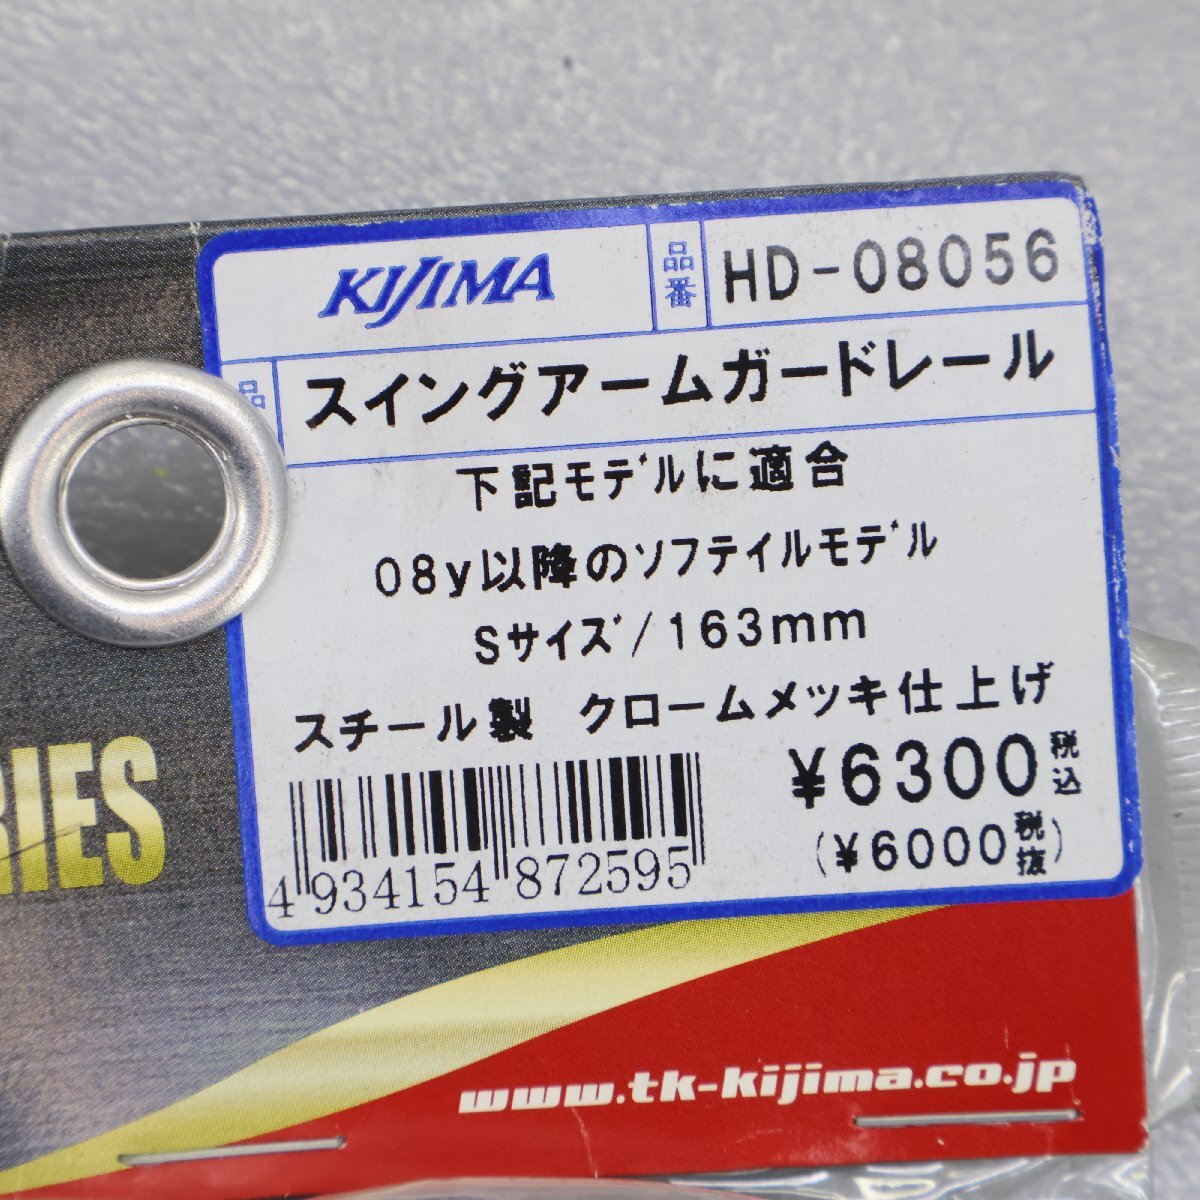 KIJIMA 品番 HD-08056
品 スイングアームガードレール
下記モデルに適合
08y以降のソフテイルモデル
Sサイズ/163mm
スチール製 クロームメッキ仕上げ
¥6300税込
(¥6000税抜)
4934154872595
RIES
www.tk-kijima.co.jp